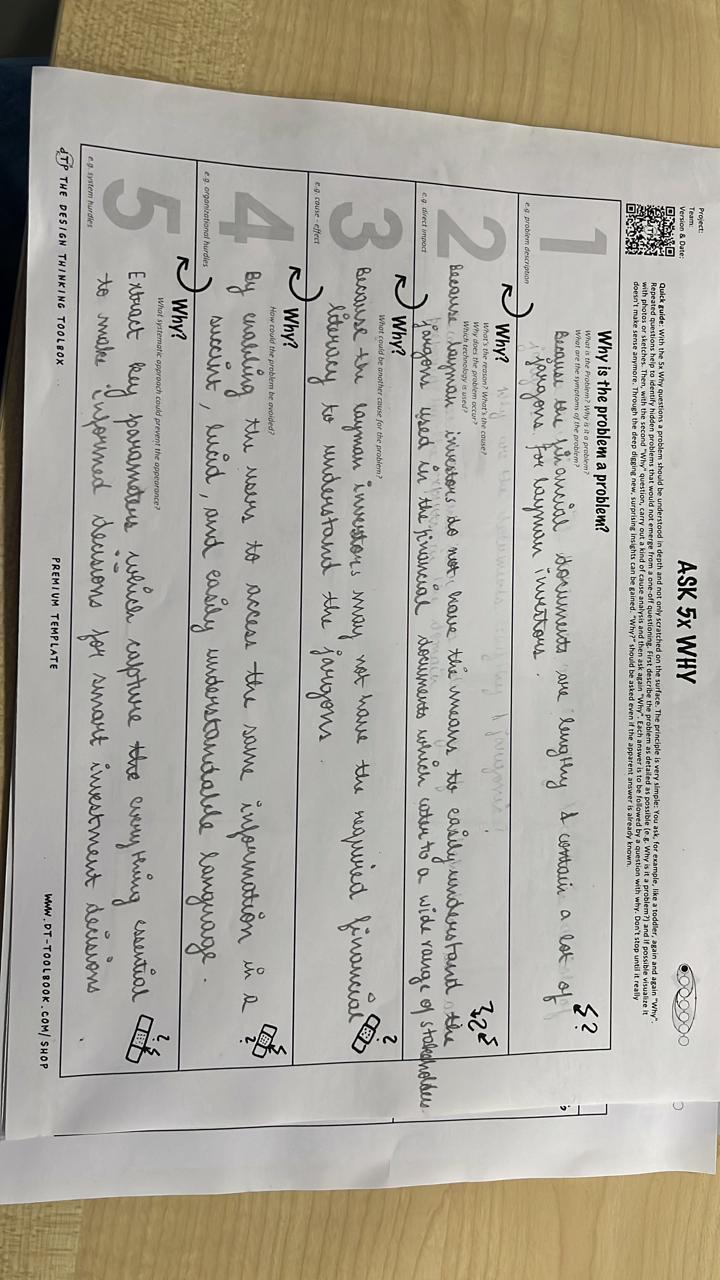 Project:
Team:
Version & Date:
ASK 5x WHY
Quick guide: With the 5x Why questions a problem should be understood in depth and not only scratched on the surface. The principle is very simple: You ask, for example, like a toddler, again and again "Why".
Repeated questions help to identify hidden problems that would not emerge from a one-off questioning. First describe the problem as detailed as possible (e.g. Why is it a problem?) and if possible visualize it
with photos or sketches. Then, with the second "Why" question, carry out a kind of cause analysis and then ask again "Why". Each answer is to be followed by a question with why. Don't stop until it really
doesn't make sense anymore. Through the deep digging new, surprising insights can be gained. "Why?" should be asked even if the apparent answer is already known.
1
Why is the problem a problem?
What is the Problem? Why is it a problem?
What are the symptoms of the problem?
Because the financial documents are lengthy & contain a lot of
jargons for layman investors.
e.g. problem description
2
Why?
Why are the documents lengthy & jargonic?
What's the reason? What's the cause?
Why does the problem occur?
Which technology is used?
Because layman investors do not have the means to easily understand the
jargons used in the financial documents which cater to a wide range of stakeholders.
e.g. direct impact
3
Why?
What could be another cause for the problem?
Because the layman investors may not have the required financial
literacy to understand the jargons.
e.g. cause - effect
4
Why?
How could the problem be avoided?
By enabling the users to access the same information in a
succint, lucid, and easily understandable language.
e.g. organizational hurdles
5
Why?
What systematic approach could prevent the appearance?
Extract key parameters which capture the everything essential
to make informed decisions for smart investment decisions.
e.g. system hurdles
dTP THE DESIGN THINKING TOOLBOX
PREMIUM TEMPLATE
WWW.DT-TOOLBOOK.COM/SHOP